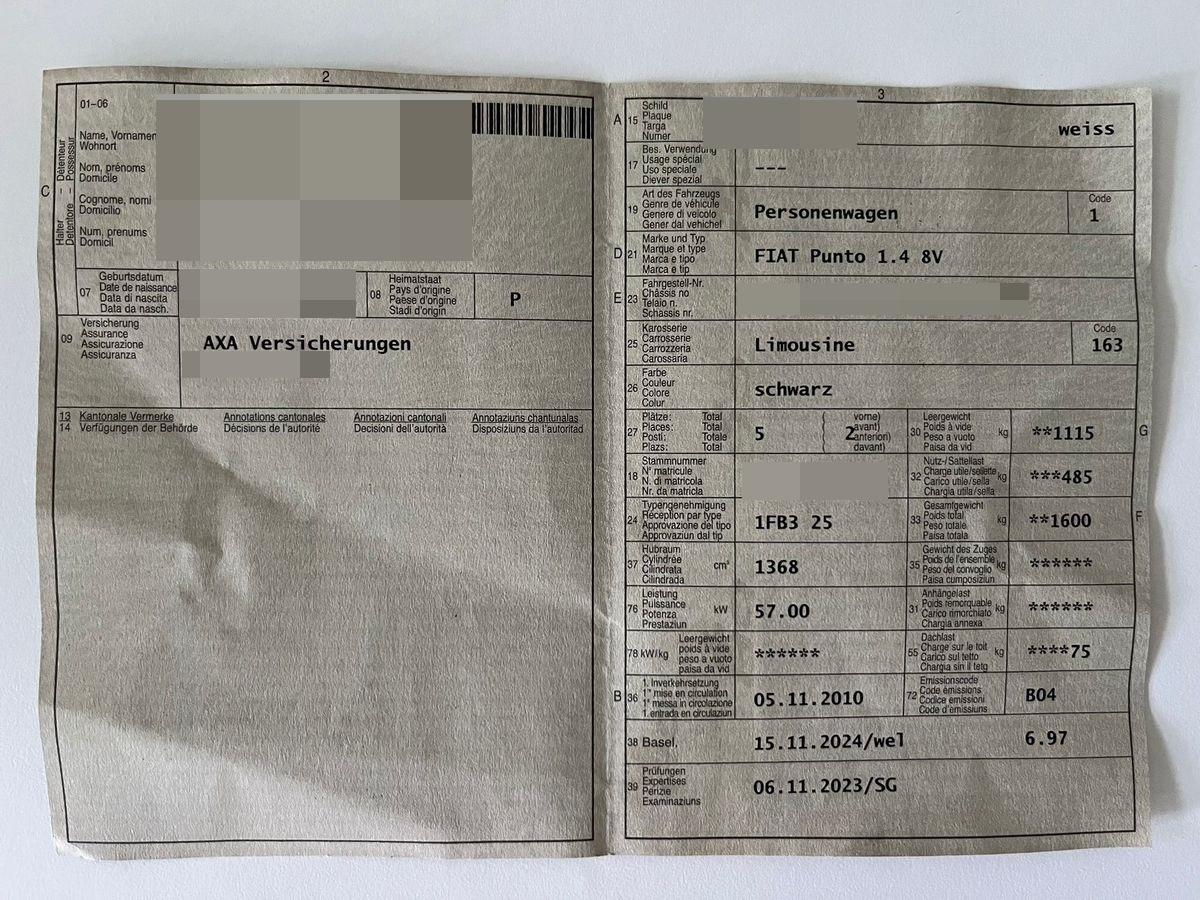 2
01–06
Halter – Détenteur
Detentore – Possessur
C
Name, Vornamen
Wohnort
Nom, prénoms
Domicile
Cognome, nomi
Domicilio
Num, prenums
Domicil
07
Geburtsdatum
Date de naissance
Data di nascita
Data da nasch.
08
Heimatstaat
Pays d'origine
Paese d'origine
Stadi d'origin
P
09
Versicherung
Assurance
Assicurazione
Assicuranza
AXA Versicherungen
13 Kantonale Vermerke Annotations cantonales Annotazioni cantonali Annotaziuns chantunalas
14 Verfügungen der Behörde Décisions de l'autorité Decisioni dell'autorità Disposiziuns da l'autoritad
3
A 15
Schild
Plaque
Targa
Numer
weiss
17
Bes. Verwendung
Usage spécial
Uso speciale
Diever spezial
---
19
Art des Fahrzeugs
Genre de véhicule
Genere di veicolo
Gener dal vehichel
Personenwagen
Code
1
D 21
Marke und Typ
Marque et type
Marca e tipo
Marca e tip
FIAT Punto 1.4 8V
E 23
Fahrgestell-Nr.
Châssis no
Telaio n.
Schassis nr.
25
Karosserie
Carrosserie
Carrozzeria
Carossaria
Limousine
Code
163
26
Farbe
Couleur
Colore
Colur
schwarz
27
Plätze: Total
Places: Total
Posti: Totale
Plazs: Total
5
( vorne)
( avant)
( anteriori)
( davant)
2
30
Leergewicht
Poids à vide
Peso a vuoto
Paisa da vid
kg
**1115
G
18
Stammnummer
N° matricule
N. di matricola
Nr. da matricla
32
Nutz-/Sattellast
Charge utile/sellette
Carico utile/sella
Chargia utila/sella
kg
***485
24
Typengenehmigung
Réception par type
Approvazione del tipo
Approvaziun dal tip
1FB3 25
33
Gesamtgewicht
Poids total
Peso totale
Paisa totala
kg
**1600
F
37
Hubraum
Cylindrée
Cilindrata
Cilindrada
cm³
1368
35
Gewicht des Zuges
Poids de l'ensemble
Peso del convoglio
Paisa cumposiziun
kg
******
76
Leistung
Puissance
Potenza
Prestaziun
kW
57.00
31
Anhängelast
Poids remorquable
Carico rimorchiato
Chargia annexa
kg
******
78 kW/kg
Leergewicht
poids à vide
peso a vuoto
paisa da vid
******
55
Dachlast
Charge sur le toit
Carico sul tetto
Chargia sin il tetg
kg
****75
B 36
1. Inverkehrsetzung
1re mise en circulation
1a messa in circolazione
1. entrada en circulaziun
05.11.2010
72
Emissionscode
Code émissions
Codice emissioni
Code d'emissiuns
B04
38 Basel,
15.11.2024/wel
6.97
39
Prüfungen
Expertises
Perizie
Examinaziuns
06.11.2023/SG